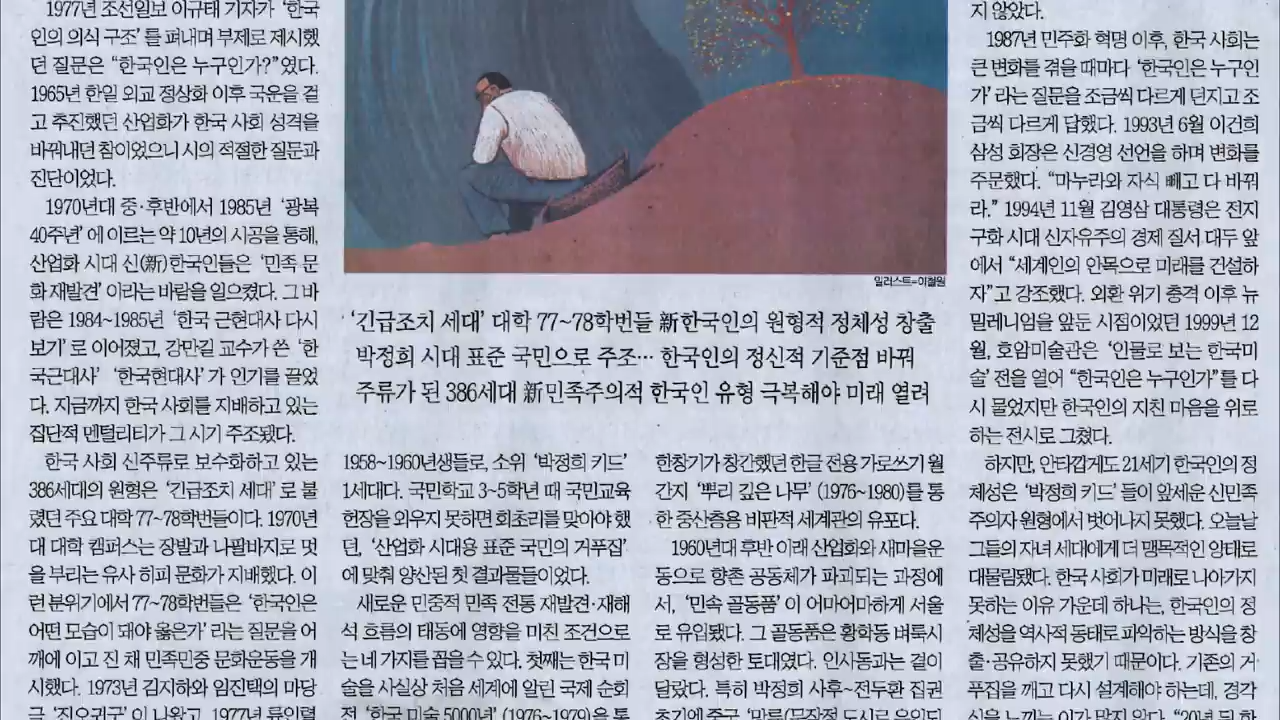 1977년 조선일보 이규태 기자가 ‘한국
인의 의식 구조’를 펴내며 부제로 제시했
던 질문은 “한국인은 누구인가?”였다.
1965년 한일 외교 정상화 이후 국운을 걸
고 추진했던 산업화가 한국 사회 성격을
바꿔내던 참이었으니 시의 적절한 질문과
진단이었다.
1970년대 중·후반에서 1985년 ‘광복
40주년’에 이르는 약 10년의 시공을 통해,
산업화 시대 신(新)한국인들은 ‘민족 문
화 재발견’이라는 바람을 일으켰다. 그 바
람은 1984~1985년 ‘한국 근현대사 다시
보기’로 이어졌고, 강만길 교수가 쓴 ‘한
국근대사’ ‘한국현대사’가 인기를 끌었
다. 지금까지 한국 사회를 지배하고 있는
집단적 멘털리티가 그 시기 주조됐다.
한국 사회 신주류로 보수화하고 있는
386세대의 원형은 ‘긴급조치 세대’로 불
렸던 주요 대학 77~78학번들이다. 1970년
대 대학 캠퍼스는 장발과 나팔바지로 멋
을 부리는 유사 히피 문화가 지배했다. 이
런 분위기에서 77~78학번들은 ‘한국인은
어떤 모습이 돼야 옳은가’라는 질문을 어
깨에 이고 진 채 민족민중 문화운동을 개
시했다. 1973년 김지하와 임진택의 마당
극 ‘진오귀굿’이 나왔고, 1977년 류인렬
일러스트=이철원
‘긴급조치 세대’ 대학 77~78학번들 新한국인의 원형적 정체성 창출
박정희 시대 표준 국민으로 주조… 한국인의 정신적 기준점 바꿔
주류가 된 386세대 新민족주의적 한국인 유형 극복해야 미래 열려
1958~1960년생들로, 소위 ‘박정희 키드’
1세대다. 국민학교 3~5학년 때 국민교육
헌장을 외우지 못하면 회초리를 맞아야 했
던, ‘산업화 시대용 표준 국민의 거푸집’
에 맞춰 양산된 첫 결과물들이었다.
새로운 민중적 민족 전통 재발견·재해
석 흐름의 태동에 영향을 미친 조건으로
는 네 가지를 꼽을 수 있다. 첫째는 한국 미
술을 사실상 처음 세계에 알린 국제 순회
전 ‘한국 미술 5000년’(1976~1979)을 통
한창기가 창간했던 한글 전용 가로쓰기 월
간지 ‘뿌리 깊은 나무’(1976~1980)를 통
한 중산층용 비판적 세계관의 유포다.
1960년대 후반 이래 산업화와 새마을운
동으로 향촌 공동체가 파괴되는 과정에
서, ‘민속 골동품’이 어마어마하게 서울
로 유입됐다. 그 골동품은 황학동 벼룩시
장을 형성한 토대였다. 인사동과는 결이
달랐다. 특히 박정희 사후~전두환 집권
초기에
지 않았다.
1987년 민주화 혁명 이후, 한국 사회는
큰 변화를 겪을 때마다 ‘한국인은 누구인
가’라는 질문을 조금씩 다르게 던지고 조
금씩 다르게 답했다. 1993년 6월 이건희
삼성 회장은 신경영 선언을 하며 변화를
주문했다. “마누라와 자식 빼고 다 바꿔
라.” 1994년 11월 김영삼 대통령은 전지
구화 시대 신자유주의 경제 질서 대두 앞
에서 “세계인의 안목으로 미래를 건설하
자”고 강조했다. 외환 위기 충격 이후 뉴
밀레니엄을 앞둔 시점이었던 1999년 12
월, 호암미술관은 ‘인물로 보는 한국미
술’전을 열어 “한국인은 누구인가”를 다
시 물었지만 한국인의 지친 마음을 위로
하는 전시로 그쳤다.
하지만, 안타깝게도 21세기 한국인의 정
체성은 ‘박정희 키드’들이 앞세운 신민족
주의자 원형에서 벗어나지 못했다. 오늘날
그들의 자녀 세대에게 더 맹목적인 양태로
대물림됐다. 한국 사회가 미래로 나아가지
못하는 이유 가운데 하나는, 한국인의 정
체성을 역사적 동태로 파악하는 방식을 창
출·공유하지 못했기 때문이다. 기존의 거
푸집을 깨고 다시 설계해야 하는데, 경각
심을 느끼는 이가 많지 않다. “20년 뒤 한